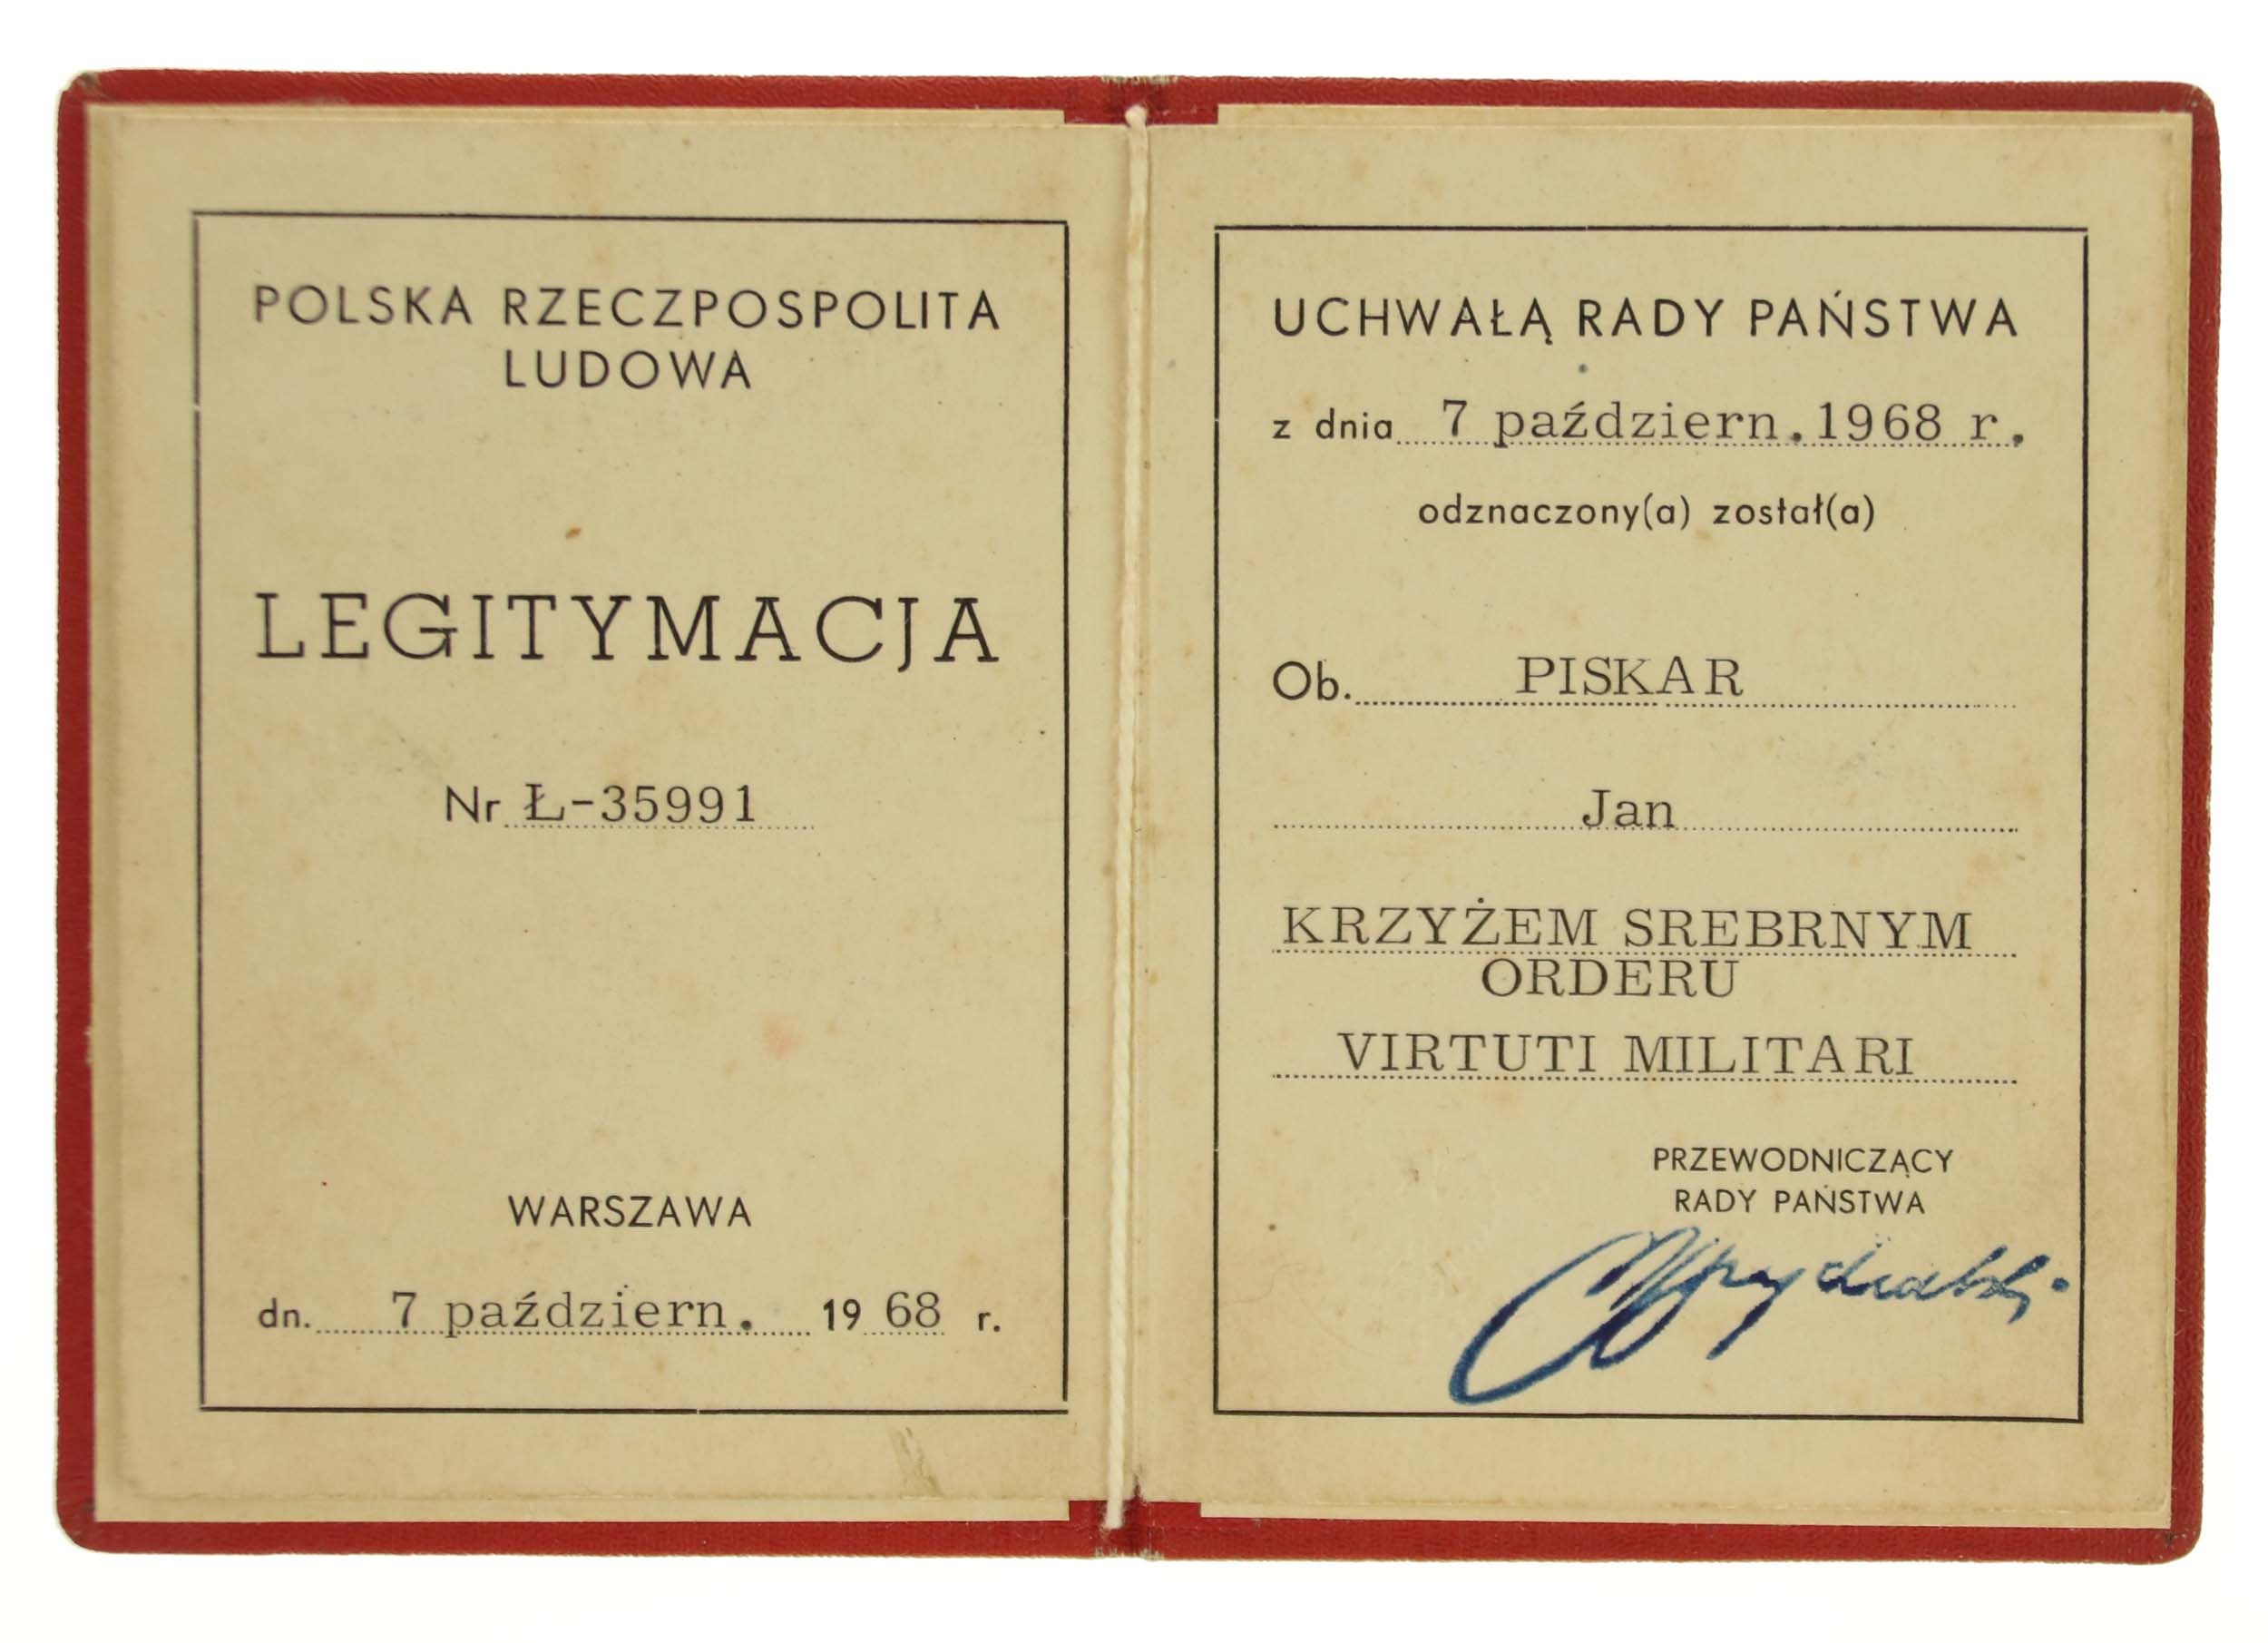 POLSKA RZECZPOSPOLITA
LUDOWA
LEGITYMACJA
Nr Ł-35991
WARSZAWA
dn. 7 październ. 1968 r.
UCHWAŁĄ RADY PAŃSTWA
z dnia 7 październ. 1968 r.
odznaczony(a) został(a)
Ob. PISKAR
Jan
KRZYŻEM SREBRNYM
ORDERU
VIRTUTI MILITARI
PRZEWODNICZĄCY
RADY PAŃSTWA